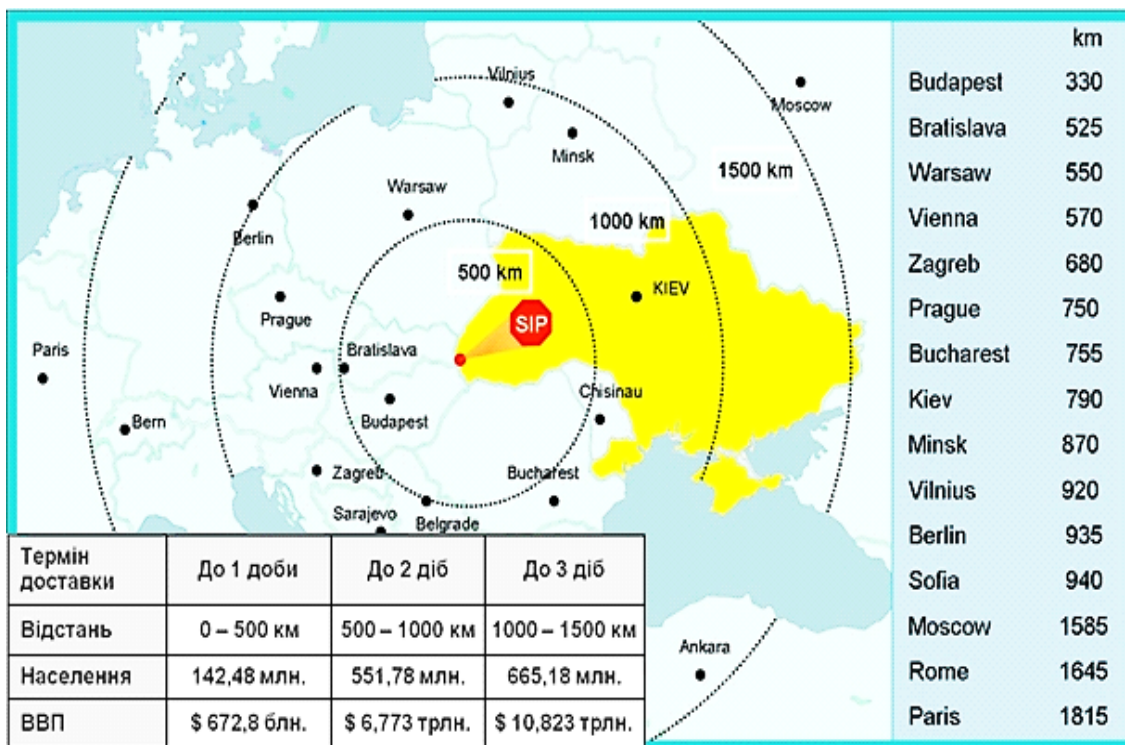 Vilnius
Moscow
Minsk
1500 km
Warsaw
1000 km
Berlin
500 km
KIEV
SIP
Prague
Paris
Bratislava
Vienna
Chisinau
Budapest
Bern
Zagreb
Bucharest
Sarajevo
Belgrade
Ankara
km
Budapest 330
Bratislava 525
Warsaw 550
Vienna 570
Zagreb 680
Prague 750
Bucharest 755
Kiev 790
Minsk 870
Vilnius 920
Berlin 935
Sofia 940
Moscow 1585
Rome 1645
Paris 1815
Термін
доставки До 1 доби До 2 діб До 3 діб
Відстань 0 – 500 км 500 – 1000 км 1000 – 1500 км
Населення 142,48 млн. 551,78 млн. 665,18 млн.
ВВП $ 672,8 блн. $ 6,773 трлн. $ 10,823 трлн.